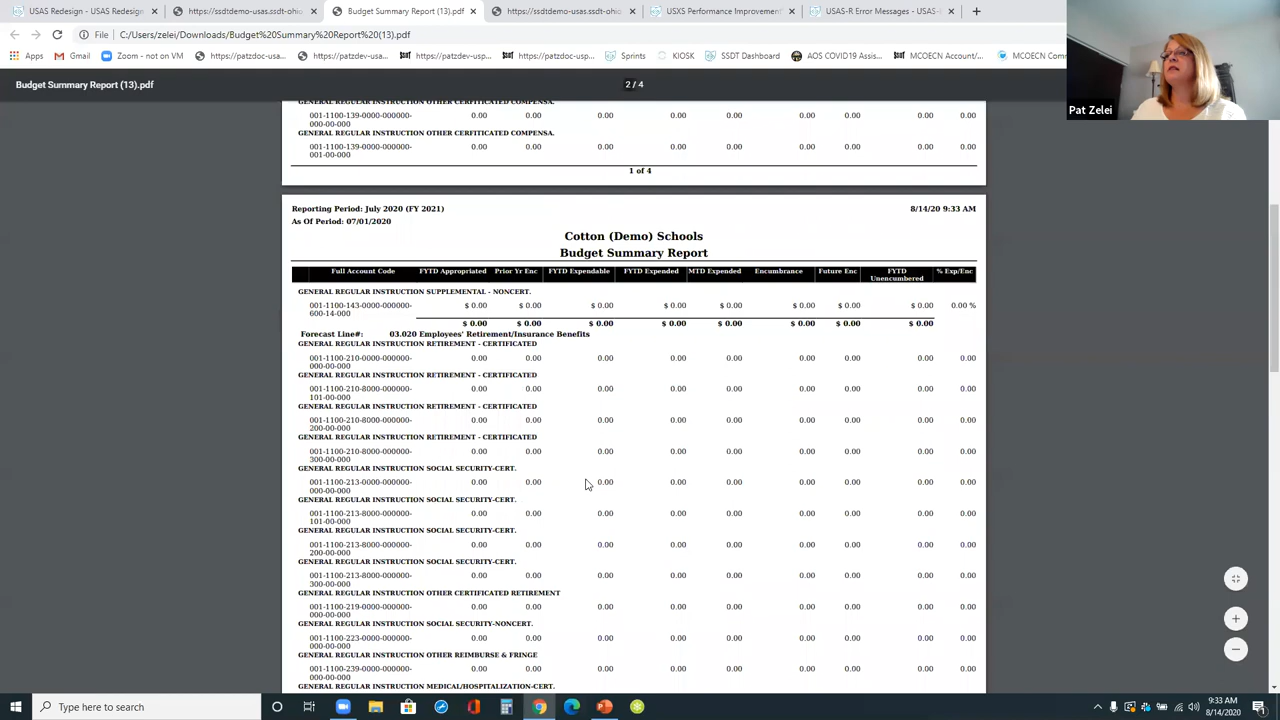 USAS Redesign - USAS Redesign
https://ssdtdemo-usas.ssdt-ohio
Budget Summary Report (13).pdf
https://ssdtdemo-usas.ssdt-ohio
USXS Performance Improvement
USAS-R Error Messages - USAS-
File C:/Users/zelei/Downloads/Budget%20Summary%20Report%20(13).pdf
Apps
Gmail
Zoom - not on VM
https://patzdoc-usa...
https://patzdev-usa...
https://patzdev-usp...
https://patzdoc-usp...
Sprints
KIOSK
SSDT Dashboard
AOS COVID19 Assis...
MCOECN Account/...
MCOECN Com
Pat Zelei
Budget Summary Report (13).pdf
2 / 4
GENERAL REGULAR INSTRUCTION OTHER CERFITICATED COMPENSA.
001-1100-139-0000-000000- 0.00 0.00 0.00 0.00 0.00 0.00 0.00 0.00 0.00
000-00-000
GENERAL REGULAR INSTRUCTION OTHER CERFITICATED COMPENSA.
001-1100-139-0000-000000- 0.00 0.00 0.00 0.00 0.00 0.00 0.00 0.00 0.00
001-00-000
1 of 4
Reporting Period: July 2020 (FY 2021) 8/14/20 9:33 AM
As Of Period: 07/01/2020
Cotton (Demo) Schools
Budget Summary Report
Full Account Code FYTD Appropriated Prior Yr Enc FYTD Expendable FYTD Expended MTD Expended Encumbrance Future Enc FYTD Unencumbered % Exp/Enc
GENERAL REGULAR INSTRUCTION SUPPLEMENTAL - NONCERT.
001-1100-143-0000-000000- $ 0.00 $ 0.00 $ 0.00 $ 0.00 $ 0.00 $ 0.00 $ 0.00 $ 0.00 0.00 %
600-14-000
$ 0.00 $ 0.00 $ 0.00 $ 0.00 $ 0.00 $ 0.00 $ 0.00 $ 0.00
Forecast Line#: 03.020 Employees' Retirement/Insurance Benefits
GENERAL REGULAR INSTRUCTION RETIREMENT - CERTIFICATED
001-1100-210-0000-000000- 0.00 0.00 0.00 0.00 0.00 0.00 0.00 0.00 0.00
000-00-000
GENERAL REGULAR INSTRUCTION RETIREMENT - CERTIFICATED
001-1100-210-8000-000000- 0.00 0.00 0.00 0.00 0.00 0.00 0.00 0.00 0.00
101-00-000
GENERAL REGULAR INSTRUCTION RETIREMENT - CERTIFICATED
001-1100-210-8000-000000- 0.00 0.00 0.00 0.00 0.00 0.00 0.00 0.00 0.00
200-00-000
GENERAL REGULAR INSTRUCTION RETIREMENT - CERTIFICATED
001-1100-210-8000-000000- 0.00 0.00 0.00 0.00 0.00 0.00 0.00 0.00 0.00
300-00-000
GENERAL REGULAR INSTRUCTION SOCIAL SECURITY-CERT.
001-1100-213-0000-000000- 0.00 0.00 0.00 0.00 0.00 0.00 0.00 0.00 0.00
000-00-000
GENERAL REGULAR INSTRUCTION SOCIAL SECURITY-CERT.
001-1100-213-8000-000000- 0.00 0.00 0.00 0.00 0.00 0.00 0.00 0.00 0.00
101-00-000
GENERAL REGULAR INSTRUCTION SOCIAL SECURITY-CERT.
001-1100-213-8000-000000- 0.00 0.00 0.00 0.00 0.00 0.00 0.00 0.00 0.00
200-00-000
GENERAL REGULAR INSTRUCTION SOCIAL SECURITY-CERT.
001-1100-213-8000-000000- 0.00 0.00 0.00 0.00 0.00 0.00 0.00 0.00 0.00
300-00-000
GENERAL REGULAR INSTRUCTION OTHER CERTIFICATED RETIREMENT
001-1100-219-0000-000000- 0.00 0.00 0.00 0.00 0.00 0.00 0.00 0.00 0.00
000-00-000
GENERAL REGULAR INSTRUCTION SOCIAL SECURITY-NONCERT.
001-1100-223-0000-000000- 0.00 0.00 0.00 0.00 0.00 0.00 0.00 0.00 0.00
000-00-000
GENERAL REGULAR INSTRUCTION OTHER REIMBURSE & FRINGE
001-1100-239-0000-000000- 0.00 0.00 0.00 0.00 0.00 0.00 0.00 0.00 0.00
000-00-000
GENERAL REGULAR INSTRUCTION MEDICAL/HOSPITALIZATION-CERT.
Type here to search
9:33 AM
8/14/2020